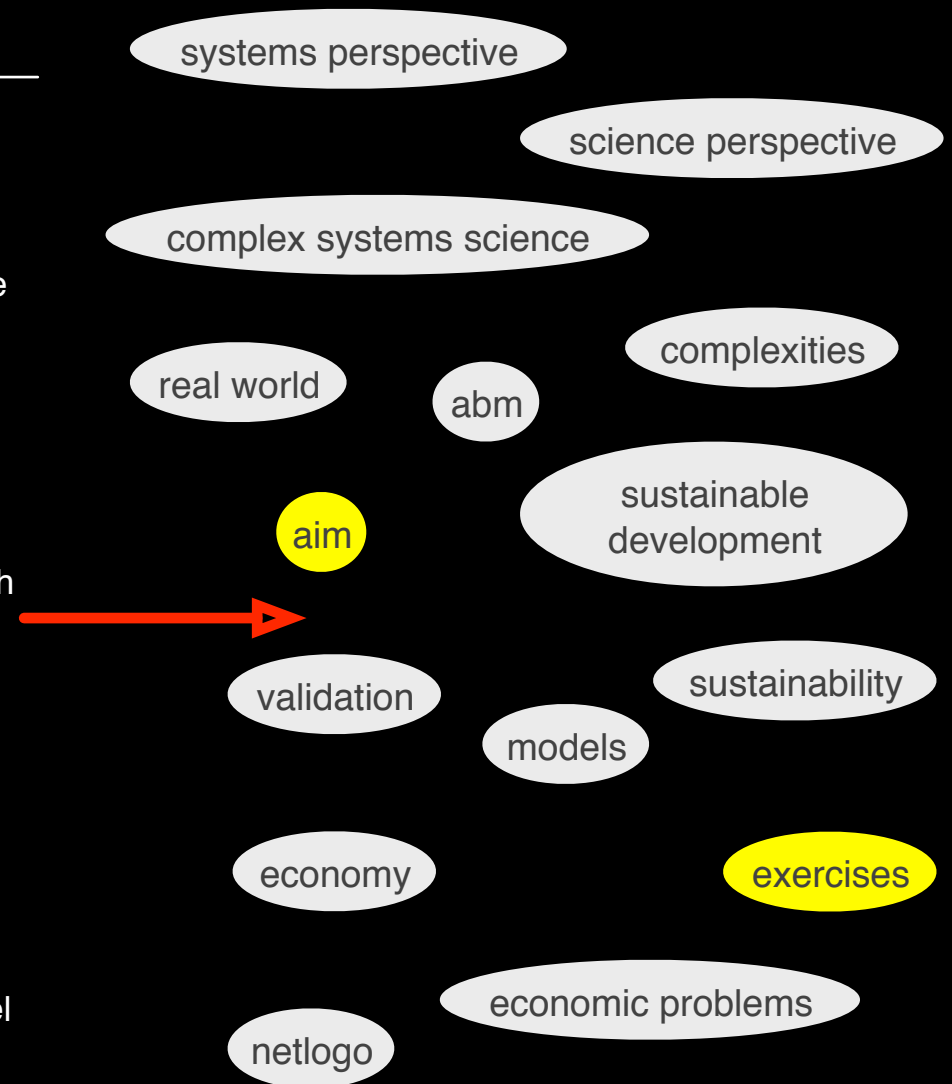 systems perspective
science perspective
complex systems science
complexities
real world
abm
sustainable
development
aim
sustainability
validation
models
economy
exercises
economic problems
netlogo